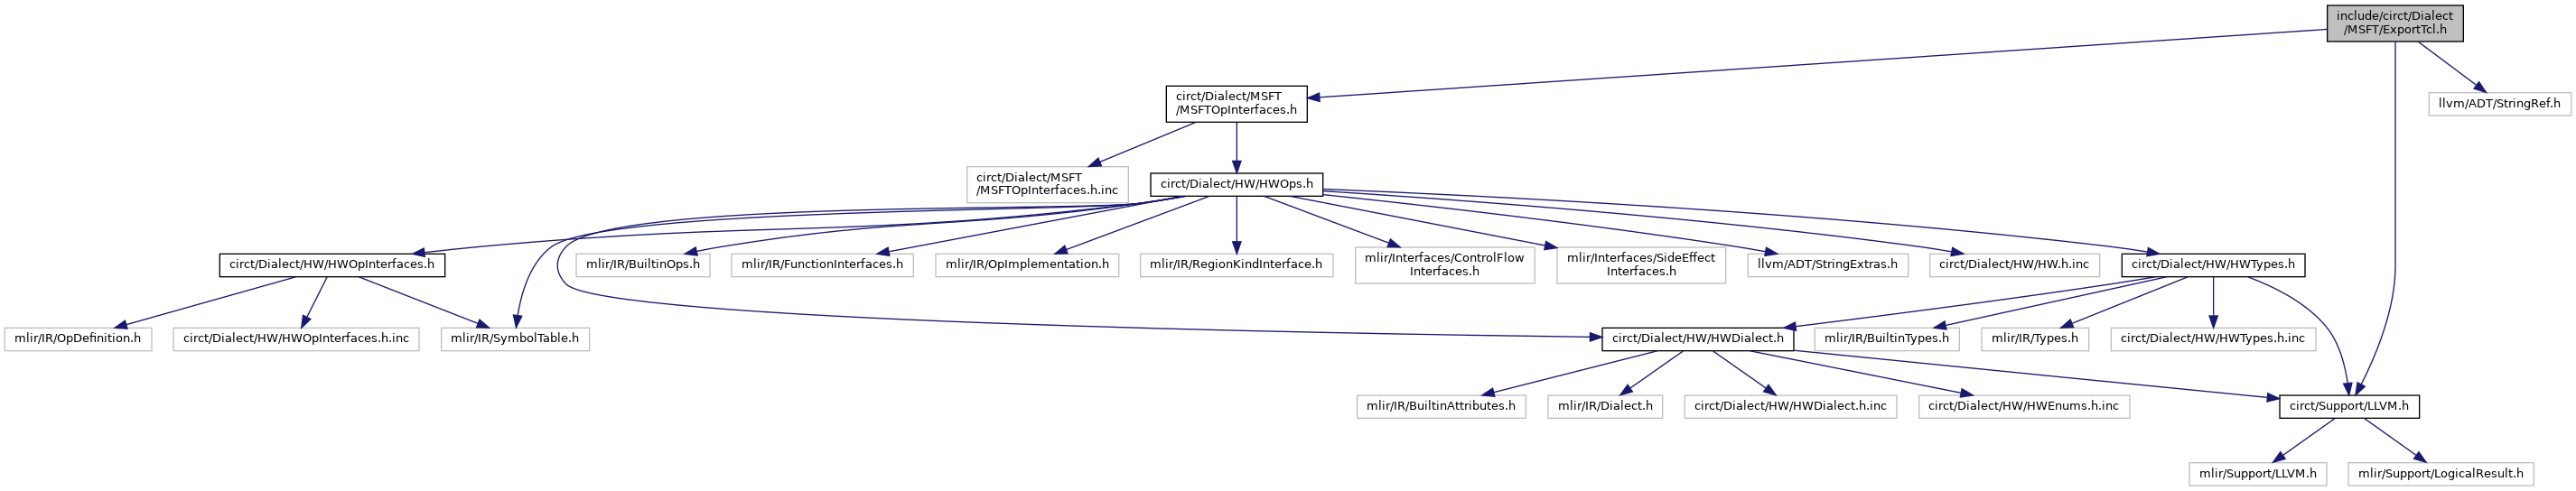 include/circt/Dialect
/MSFT/ExportTcl.h
circt/Dialect/MSFT
/MSFTOpInterfaces.h
llvm/ADT/StringRef.h
circt/Dialect/MSFT
/MSFTOpInterfaces.h.inc
circt/Dialect/HW/HWOps.h
circt/Dialect/HW/HWOpInterfaces.h
mlir/IR/BuiltinOps.h
mlir/IR/FunctionInterfaces.h
mlir/IR/OpImplementation.h
mlir/IR/RegionKindInterface.h
mlir/Interfaces/ControlFlow
Interfaces.h
mlir/Interfaces/SideEffect
Interfaces.h
llvm/ADT/StringExtras.h
circt/Dialect/HW/HW.h.inc
circt/Dialect/HW/HWTypes.h
mlir/IR/OpDefinition.h
circt/Dialect/HW/HWOpInterfaces.h.inc
mlir/IR/SymbolTable.h
circt/Dialect/HW/HWDialect.h
mlir/IR/BuiltinTypes.h
mlir/IR/Types.h
circt/Dialect/HW/HWTypes.h.inc
mlir/IR/BuiltinAttributes.h
mlir/IR/Dialect.h
circt/Dialect/HW/HWDialect.h.inc
circt/Dialect/HW/HWEnums.h.inc
circt/Support/LLVM.h
mlir/Support/LLVM.h
mlir/Support/LogicalResult.h